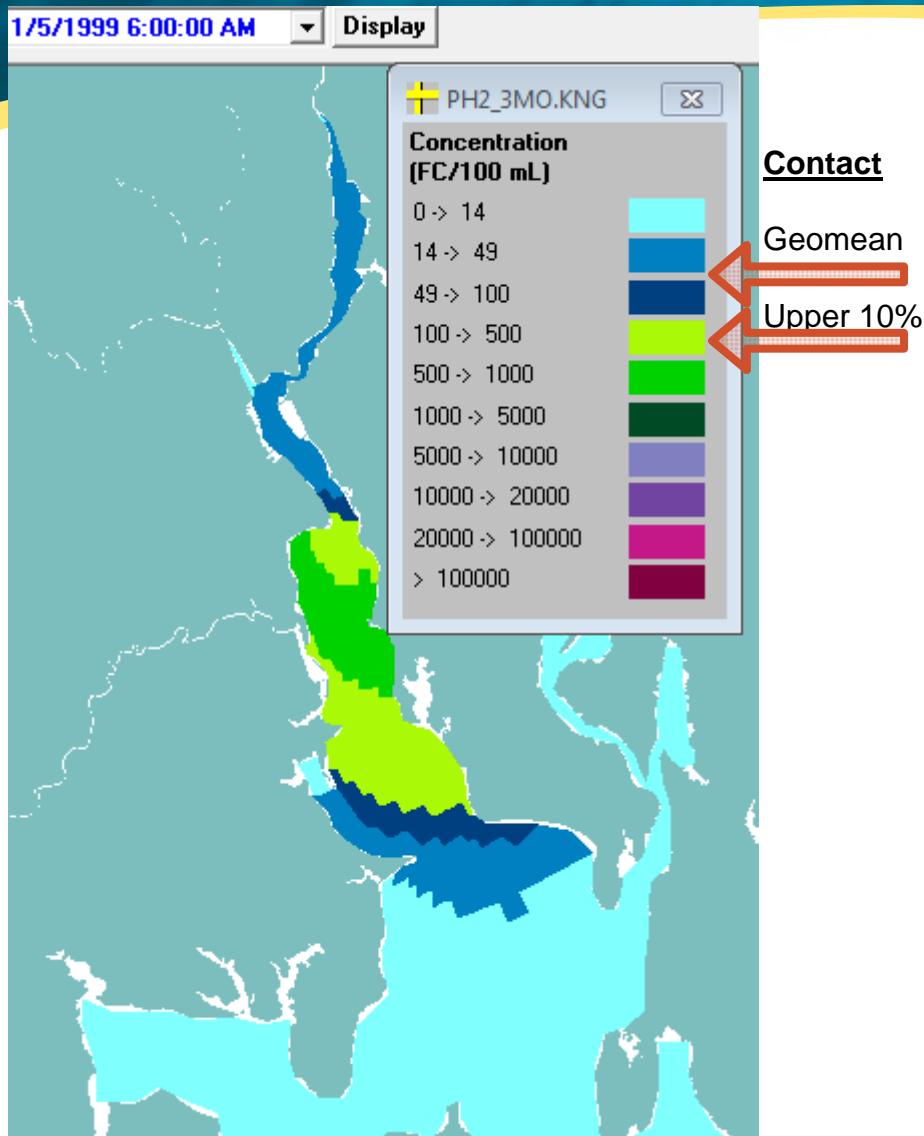 1/5/1999 6:00:00 AM Display
PH2_3MO.KNG
Concentration
(FC/100 mL)
0 -> 14
14 -> 49
49 -> 100
100 -> 500
500 -> 1000
1000 -> 5000
5000 -> 10000
10000 -> 20000
20000 -> 100000
> 100000
Contact
Geomean
Upper 10%